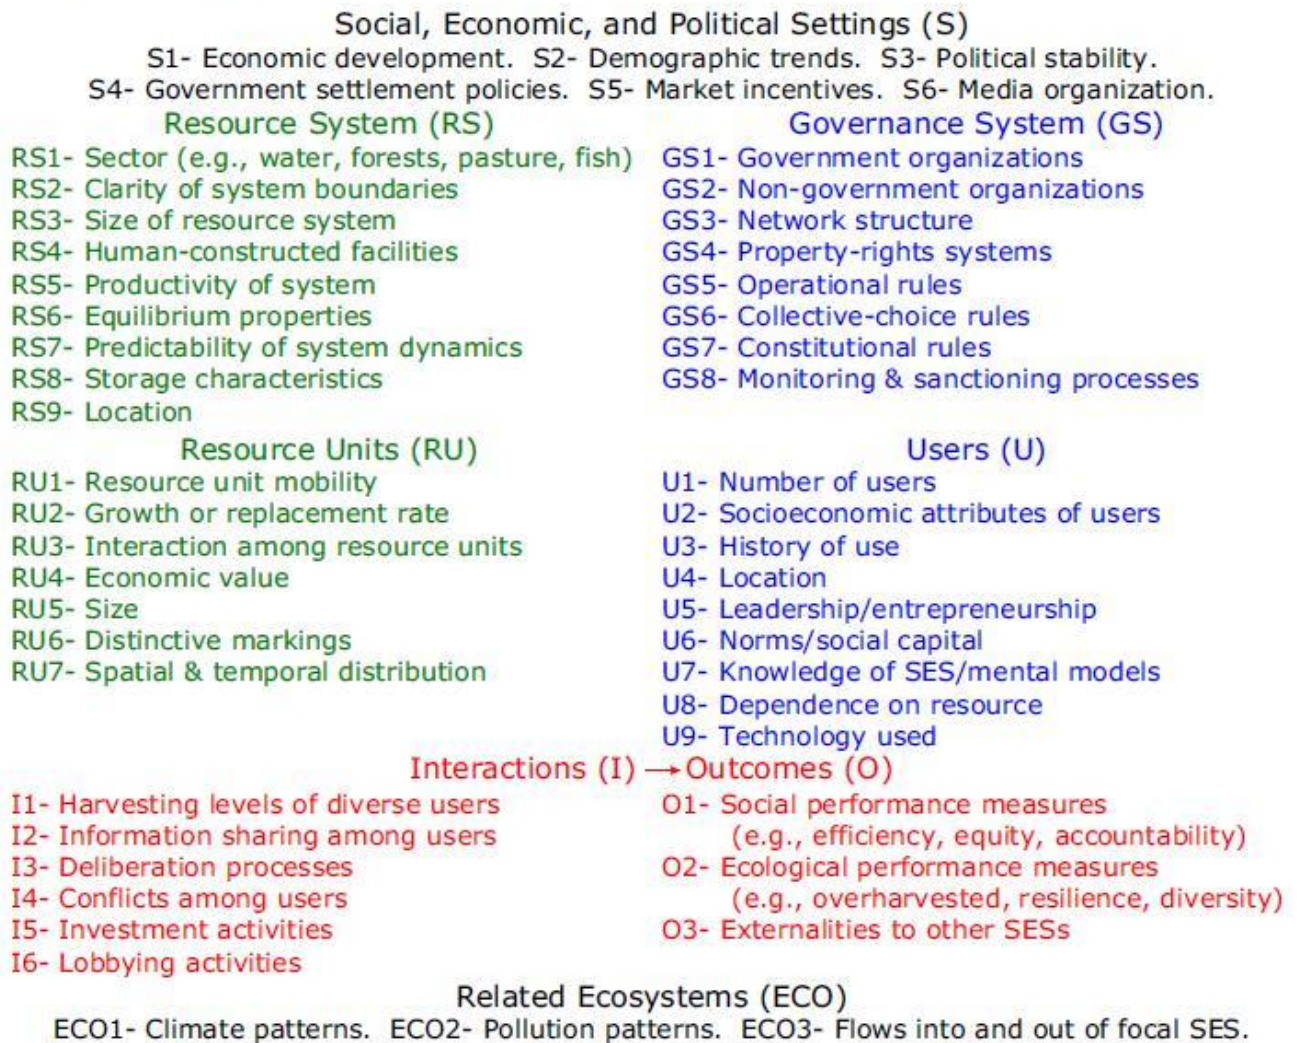 Social, Economic, and Political Settings (S)
S1- Economic development. S2- Demographic trends. S3- Political stability.
S4- Government settlement policies. S5- Market incentives. S6- Media organization.
Resource System (RS)
RS1- Sector (e.g., water, forests, pasture, fish)
RS2- Clarity of system boundaries
RS3- Size of resource system
RS4- Human-constructed facilities
RS5- Productivity of system
RS6- Equilibrium properties
RS7- Predictability of system dynamics
RS8- Storage characteristics
RS9- Location
Governance System (GS)
GS1- Government organizations
GS2- Non-government organizations
GS3- Network structure
GS4- Property-rights systems
GS5- Operational rules
GS6- Collective-choice rules
GS7- Constitutional rules
GS8- Monitoring & sanctioning processes
Resource Units (RU)
RU1- Resource unit mobility
RU2- Growth or replacement rate
RU3- Interaction among resource units
RU4- Economic value
RU5- Size
RU6- Distinctive markings
RU7- Spatial & temporal distribution
Users (U)
U1- Number of users
U2- Socioeconomic attributes of users
U3- History of use
U4- Location
U5- Leadership/entrepreneurship
U6- Norms/social capital
U7- Knowledge of SES/mental models
U8- Dependence on resource
U9- Technology used
Interactions (I) → Outcomes (O)
I1- Harvesting levels of diverse users
I2- Information sharing among users
I3- Deliberation processes
I4- Conflicts among users
I5- Investment activities
I6- Lobbying activities
O1- Social performance measures
(e.g., efficiency, equity, accountability)
O2- Ecological performance measures
(e.g., overharvested, resilience, diversity)
O3- Externalities to other SESs
Related Ecosystems (ECO)
ECO1- Climate patterns. ECO2- Pollution patterns. ECO3- Flows into and out of focal SES.